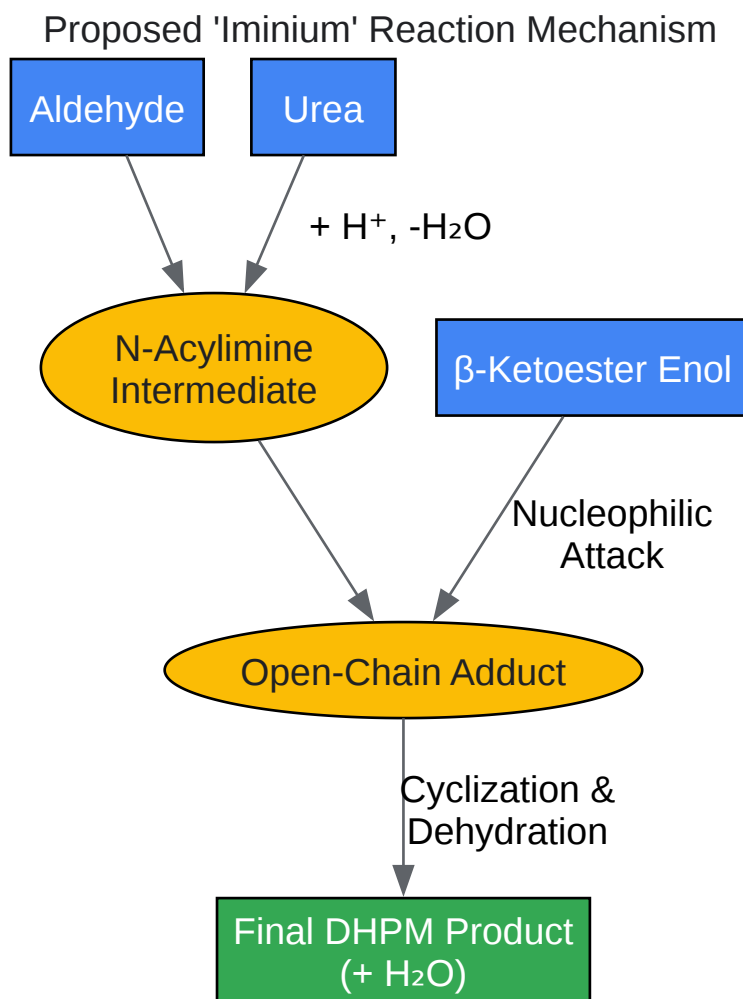 Proposed 'Iminium' Reaction Mechanism
Aldehyde
Urea
+ H⁺, -H₂O
N-Acylimine
Intermediate
β-Ketoester Enol
Nucleophilic
Attack
Open-Chain Adduct
Cyclization &
Dehydration
Final DHPM Product
(+ H₂O)